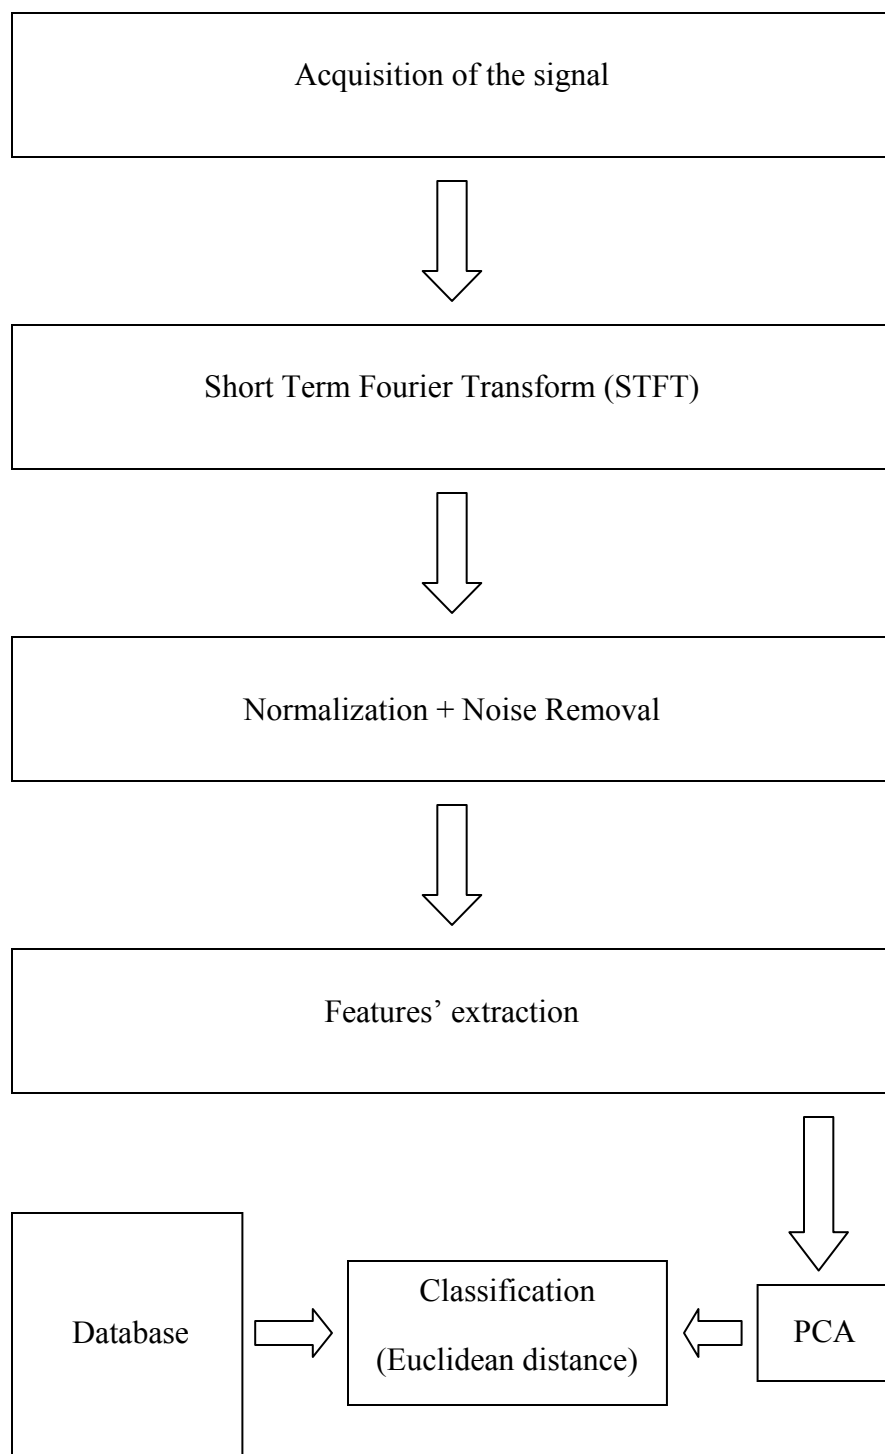 Acquisition of the signal
Short Term Fourier Transform (STFT)
Normalization + Noise Removal
Features’ extraction
Database
Classification
(Euclidean distance)
PCA